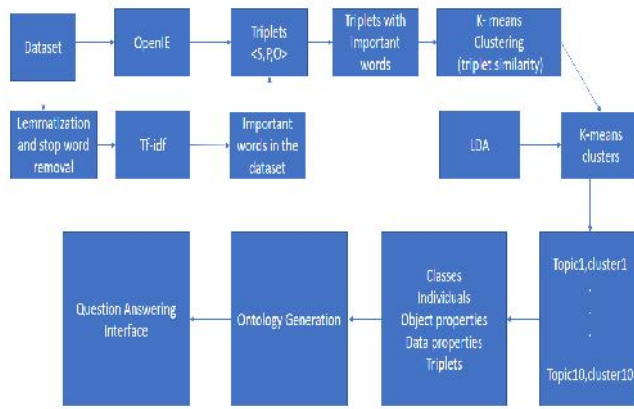 Dataset
OpenIE
Triplets
<S,P,O>
Triplets with
important
words
K- means
Clustering
(triplet similarity)
Lemmatization
and stop word
removal
Tf-idf
Important
words in the
dataset
LDA
K-means
clusters
Topic1,cluster1
.
.
.
.
Topic10,cluster10
Classes
Individuals
Object properties
Data properties
Triplets
Ontology Generation
Question Answering
Interface